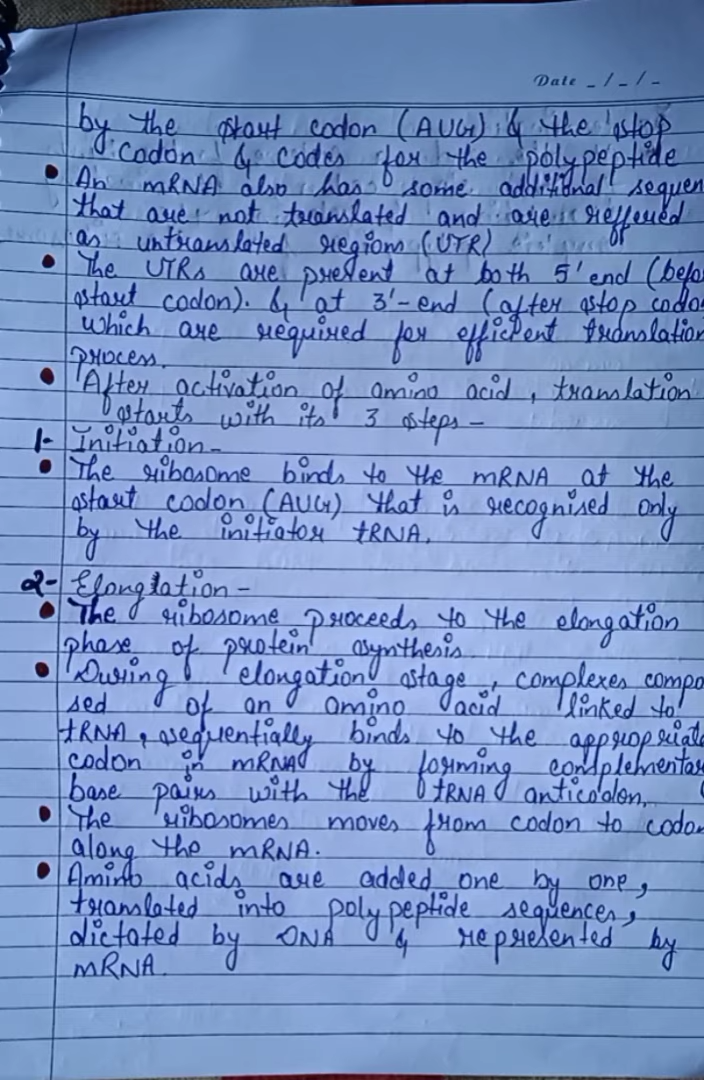 Date _ / _ / _
by the start codon (AUG) & the stop
codon & codes for the polypeptide
• An mRNA also has some additional sequen
that are not translated and are reffered
as untranslated regions (UTR)
• The UTRs are present at both 5' end (befo
start codon). & at 3'-end (after stop codo
which are required for efficient translation
process.
• After activation of amino acid, translation
starts with its 3 steps -
1- Initiation -
• The ribosome binds to the mRNA at the
start codon (AUG) that is recognised only
by the initiator tRNA.
2- Elongtation -
• The ribosome proceeds to the elongation
phase of protein synthesis
• During elongation stage, complexes compo
sed of an amino acid linked to
tRNA, sequentially binds to the appropriat
codon in mRNA by forming complementar
base pairs with the tRNA anticodon.
• The ribosomes moves from codon to codon
along the mRNA.
• Amino acids are added one by one,
translated into polypeptide sequences,
dictated by DNA & represented by
mRNA.